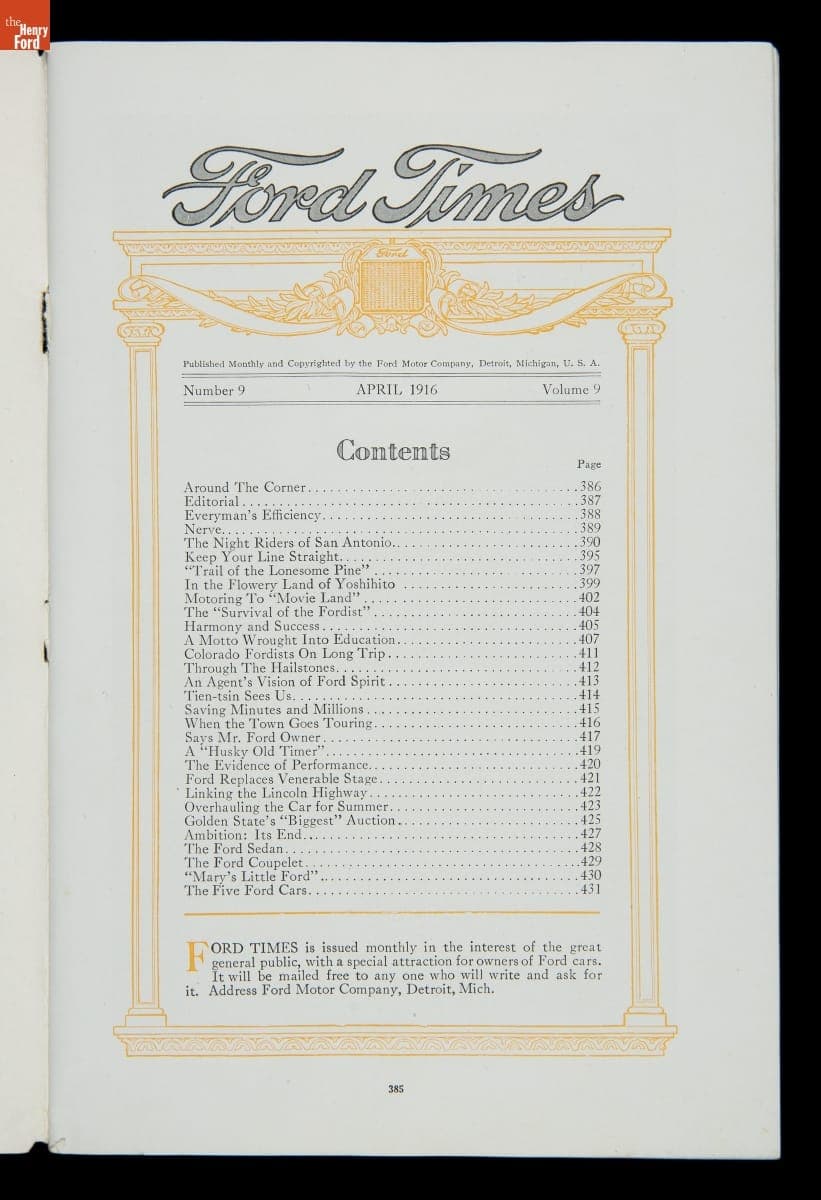 the
Henry
Ford
Ford Times
Ford
Published Monthly and Copyrighted by the Ford Motor Company, Detroit, Michigan, U. S. A.
Number 9 APRIL 1916 Volume 9
Contents
Page
Around The Corner. . . . . . . . . . . . . . . . . . . . . . . . . 386
Editorial. . . . . . . . . . . . . . . . . . . . . . . . . 387
Everyman's Efficiency. . . . . . . . . . . . . . . . . . . . . . . . . 388
Nerve. . . . . . . . . . . . . . . . . . . . . . . . . 389
The Night Riders of San Antonio. . . . . . . . . . . . . . . . . . . . 390
Keep Your Line Straight. . . . . . . . . . . . . . . . . . . . 395
"Trail of the Lonesome Pine" . . . . . . . . . . . . . . . . . . . . 397
In the Flowery Land of Yoshihito . . . . . . . . . . . . . . . . . . . . 399
Motoring To "Movie Land" . . . . . . . . . . . . . . . . . . . . 402
The "Survival of the Fordist" . . . . . . . . . . . . . . . . . . . . 404
Harmony and Success. . . . . . . . . . . . . . . . . . . . 405
A Motto Wrought Into Education. . . . . . . . . . . . . . . . . . . . 407
Colorado Fordists On Long Trip. . . . . . . . . . . . . . . . . . . . 411
Through The Hailstones. . . . . . . . . . . . . . . . . . . . 412
An Agent's Vision of Ford Spirit. . . . . . . . . . . . . . . . . . . . 413
Tien-tsin Sees Us. . . . . . . . . . . . . . . . . . . . 414
Saving Minutes and Millions. . . . . . . . . . . . . . . . . . . . 415
When the Town Goes Touring. . . . . . . . . . . . . . . . . . . . 416
Says Mr. Ford Owner. . . . . . . . . . . . . . . . . . . . 417
A "Husky Old Timer". . . . . . . . . . . . . . . . . . . . 419
The Evidence of Performance. . . . . . . . . . . . . . . . . . . . 420
Ford Replaces Venerable Stage. . . . . . . . . . . . . . . . . . . . 421
Linking the Lincoln Highway. . . . . . . . . . . . . . . . . . . . 422
Overhauling the Car for Summer. . . . . . . . . . . . . . . . . . . . 423
Golden State's "Biggest" Auction. . . . . . . . . . . . . . . . . . . . 425
Ambition: Its End. . . . . . . . . . . . . . . . . . . . 427
The Ford Sedan. . . . . . . . . . . . . . . . . . . . 428
The Ford Coupelet. . . . . . . . . . . . . . . . . . . . 429
"Mary's Little Ford" . . . . . . . . . . . . . . . . . . . . 430
The Five Ford Cars. . . . . . . . . . . . . . . . . . . . 431
FORD TIMES is issued monthly in the interest of the great
general public, with a special attraction for owners of Ford cars.
It will be mailed free to any one who will write and ask for
it. Address Ford Motor Company, Detroit, Mich.
385